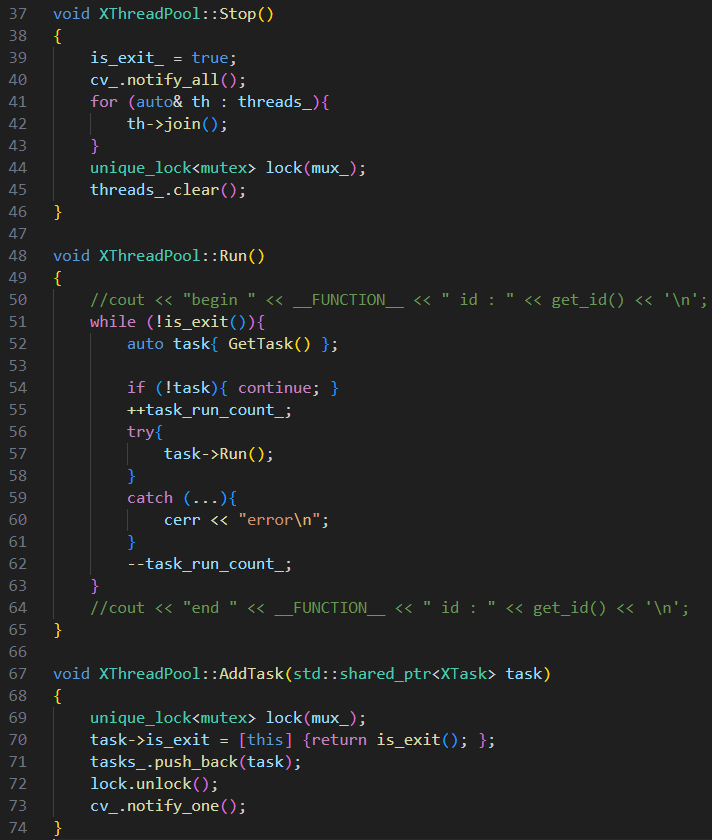 37 void XThreadPool::Stop()
38 {
39     is_exit_ = true;
40     cv_.notify_all();
41     for (auto& th : threads_){
42         th->join();
43     }
44     unique_lock<mutex> lock(mux_);
45     threads_.clear();
46 }
47
48 void XThreadPool::Run()
49 {
50     //cout << "begin " << __FUNCTION__ << " id : " << get_id() << '\n';
51     while (!is_exit()){
52         auto task{ GetTask() };
53
54         if (!task){ continue; }
55         ++task_run_count_;
56         try{
57             task->Run();
58         }
59         catch (...){
60             cerr << "error\n";
61         }
62         --task_run_count_;
63     }
64     //cout << "end " << __FUNCTION__ << " id : " << get_id() << '\n';
65 }
66
67 void XThreadPool::AddTask(std::shared_ptr<XTask> task)
68 {
69     unique_lock<mutex> lock(mux_);
70     task->is_exit = [this] {return is_exit(); };
71     tasks_.push_back(task);
72     lock.unlock();
73     cv_.notify_one();
74 }